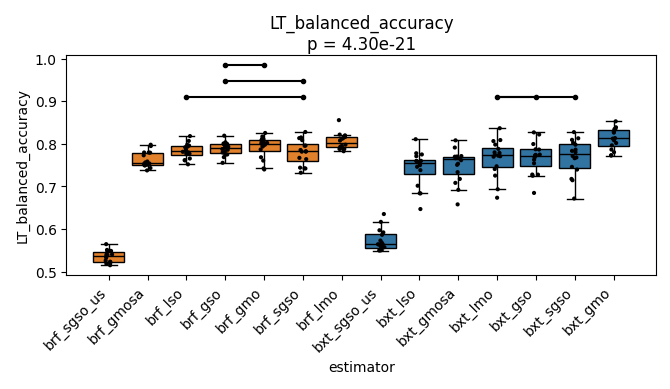 LT_balanced_accuracy
p = 4.30e-21
LT_balanced_accuracy
1.0
0.9
0.8
0.7
0.6
0.5
brf_sgso_us
brf_gmosa
brf_lso
brf_gso
brf_gmo
brf_sgso
brf_lmo
bxt_sgso_us
bxt_lso
bxt_gmosa
bxt_lmo
bxt_gso
bxt_sgso
bxt_gmo
estimator